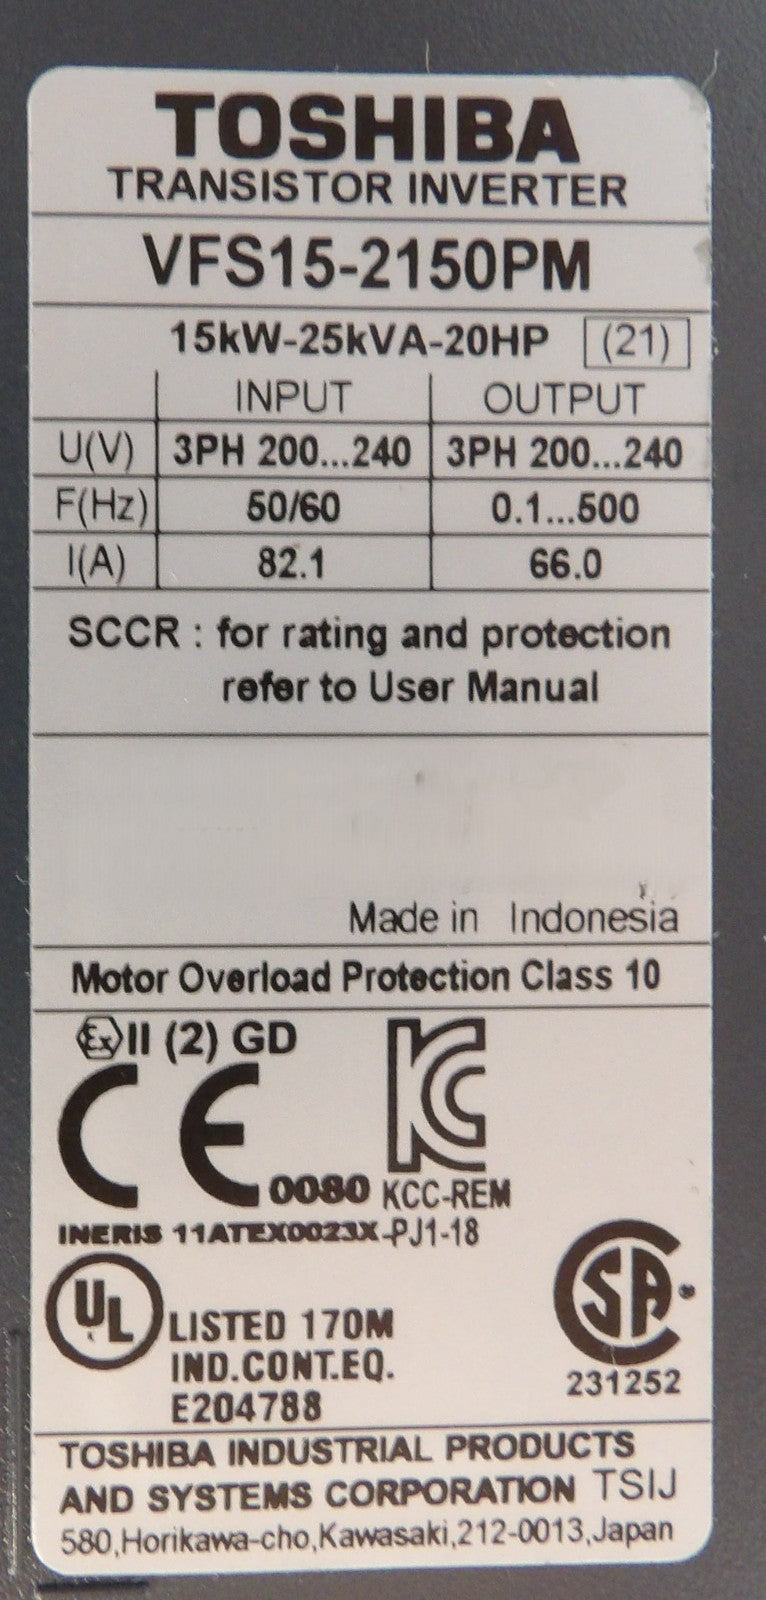 TOSHIBA
TRANSISTOR INVERTER
VFS15-2150PM
15kW-25kVA-20HP (21)
INPUT OUTPUT
U(V) 3PH 200...240 3PH 200...240
F(Hz) 50/60 0.1...500
I(A) 82.1 66.0
SCCR : for rating and protection
refer to User Manual
Made in Indonesia
Motor Overload Protection Class 10
Ex II (2) GD
CE 0080 KC KCC-REM
INERIS 11ATEX0023X-PJ1-18
UL LISTED 170M
IND.CONT.EQ.
E204788
CSA ®
231252
TOSHIBA INDUSTRIAL PRODUCTS
AND SYSTEMS CORPORATION TSIJ
580,Horikawa-cho,Kawasaki,212-0013,Japan